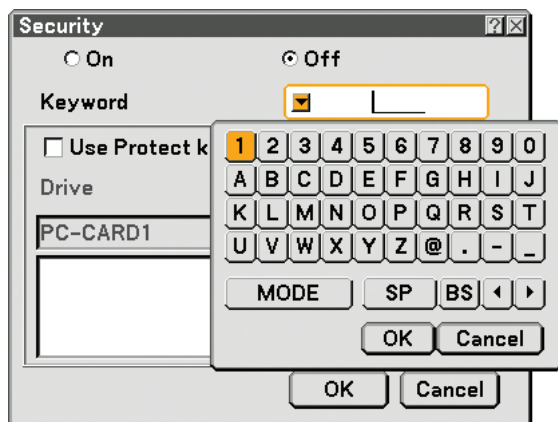 Security ? ×
On Off
Keyword
Use Protect k
Drive
PC-CARD1
1 2 3 4 5 6 7 8 9 0
A B C D E F G H I J
K L M N O P Q R S T
U V W X Y Z @ . - _
MODE SP BS
OK Cancel
OK Cancel